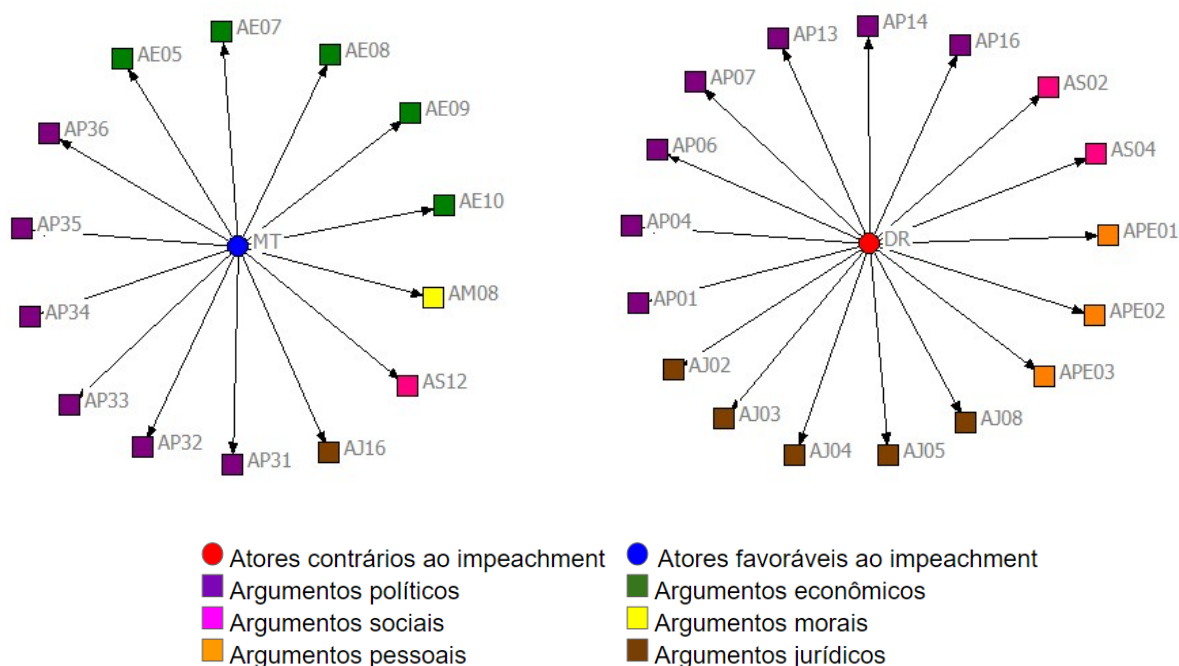 AE07
AE05
AE08
AE09
AP36
AE10
AP35
MT
AM08
AP34
AS12
AP33
AP32
AJ16
AP31
AP14
AP13
AP16
AP07
AS02
AP06
AS04
AP04
APE01
DR
AP01
APE02
AJ02
APE03
AJ03
AJ08
AJ04
AJ05
Atores contrários ao impeachment
Atores favoráveis ao impeachment
Argumentos políticos
Argumentos econômicos
Argumentos sociais
Argumentos morais
Argumentos pessoais
Argumentos jurídicos